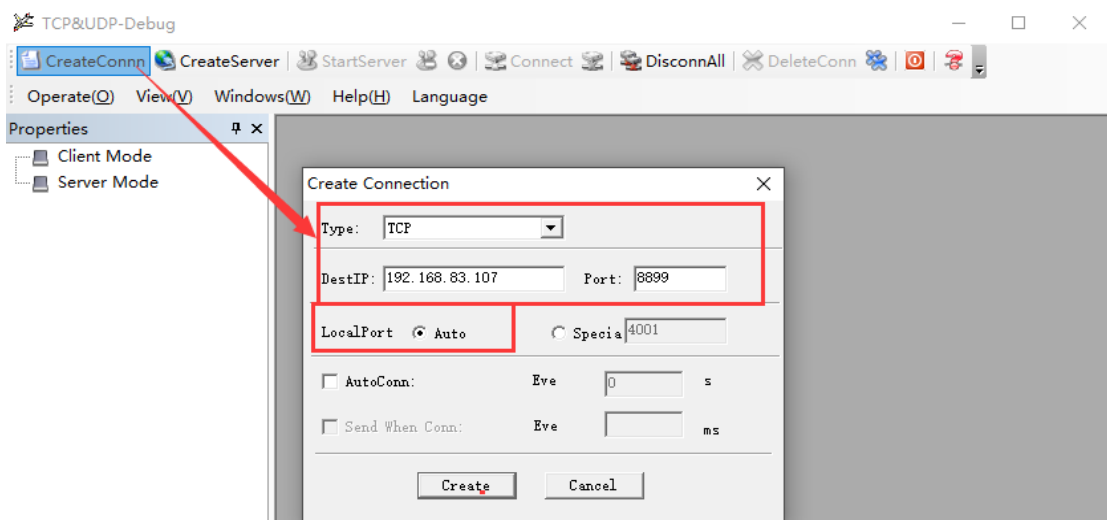 TCP&UDP-Debug
CreateConnn CreateServer StartServer Connect DisconnAll DeleteConn
Operate(O) View(V) Windows(W) Help(H) Language
Properties
Client Mode
Server Mode
Create Connection
Type: TCP
DestIP: 192.168.83.107 Port: 8899
LocalPort Auto Specia 4001
AutoConn: Eve 0 s
Send When Conn: Eve ms
Create Cancel